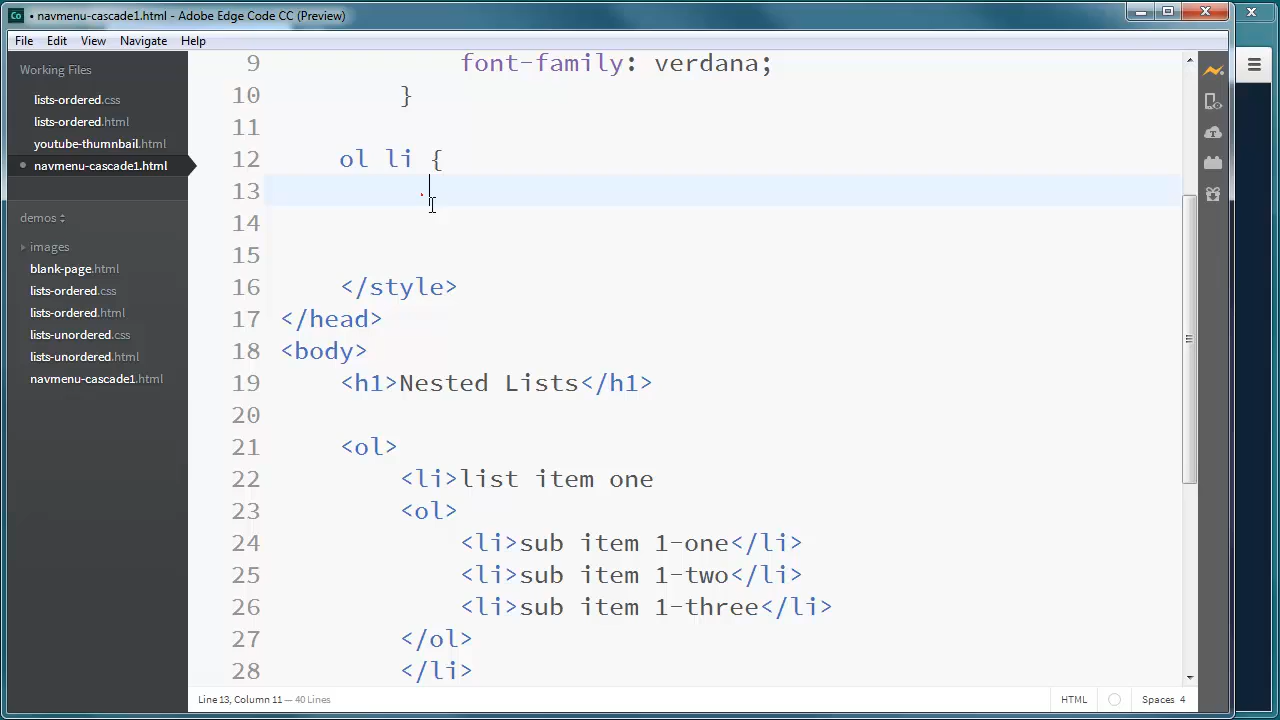 Co • navmenu-cascade1.html - Adobe Edge Code CC (Preview)
File Edit View Navigate Help
Working Files
lists-ordered.css
lists-ordered.html
youtube-thumnbail.html
navmenu-cascade1.html
demos
images
blank-page.html
lists-ordered.css
lists-ordered.html
lists-unordered.css
lists-unordered.html
navmenu-cascade1.html
9 font-family: verdana;
10 }
11
12 ol li {
13 .
14
15
16 </style>
17 </head>
18 <body>
19 <h1>Nested Lists</h1>
20
21 <ol>
22 <li>list item one
23 <ol>
24 <li>sub item 1-one</li>
25 <li>sub item 1-two</li>
26 <li>sub item 1-three</li>
27 </ol>
28 </li>
Line 13, Column 11 — 40 Lines
HTML
Spaces 4